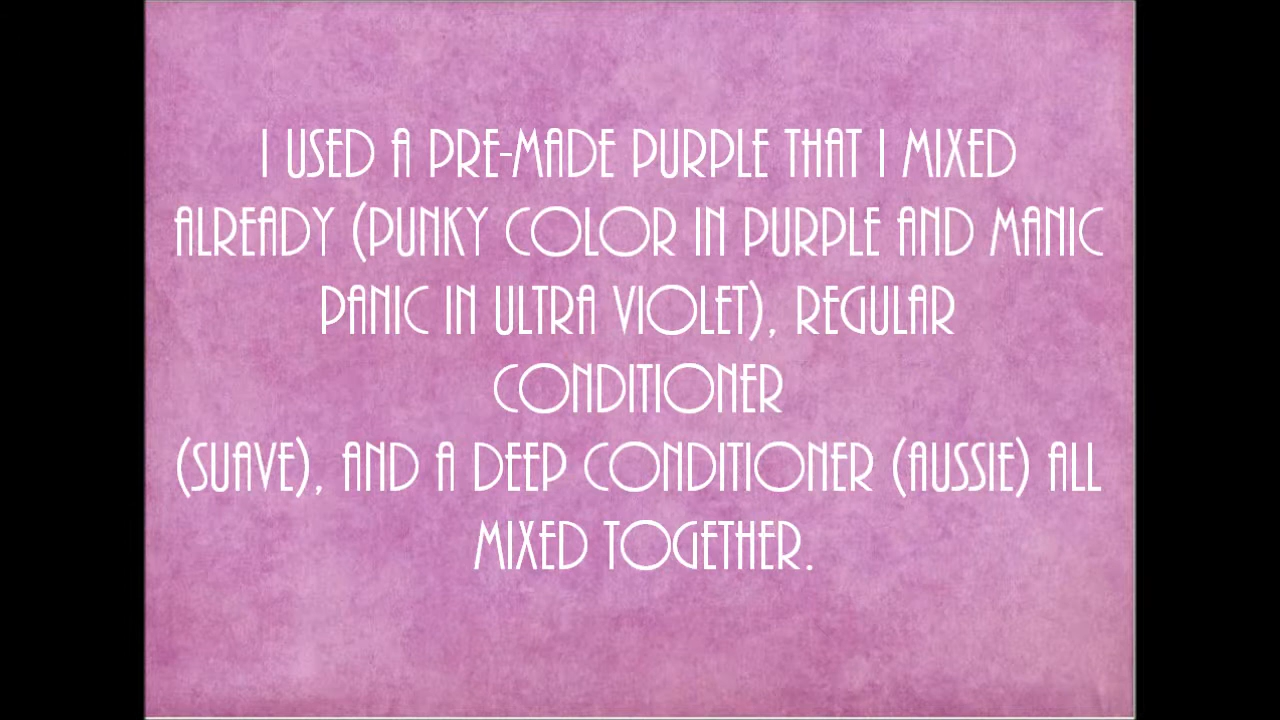 I USED A PRE-MADE PURPLE THAT I MIXED
ALREADY (PUNKY COLOR IN PURPLE AND MANIC
PANIC IN ULTRA VIOLET), REGULAR
CONDITIONER
(SUAVE), AND A DEEP CONDITIONER (AUSSIE) ALL
MIXED TOGETHER.